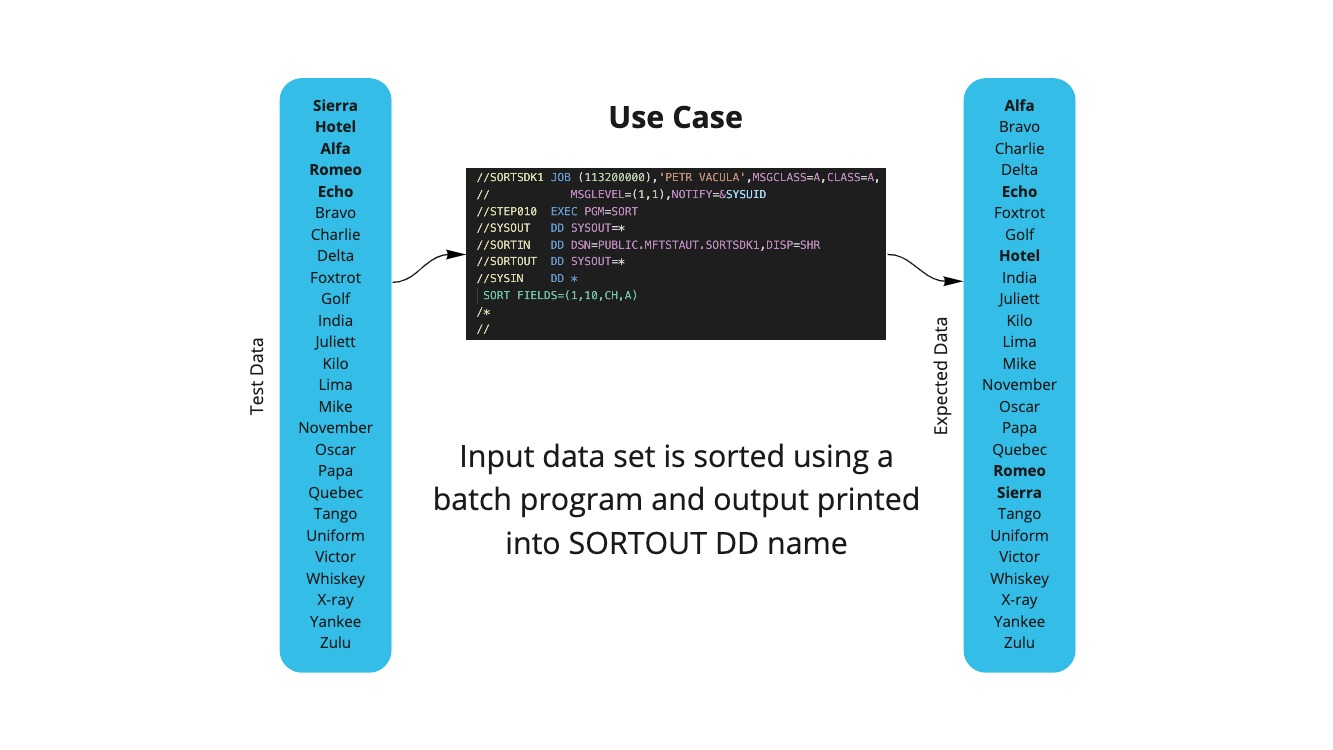 Test Data
Sierra
Hotel
Alfa
Romeo
Echo
Bravo
Charlie
Delta
Foxtrot
Golf
India
Juliett
Kilo
Lima
Mike
November
Oscar
Papa
Quebec
Tango
Uniform
Victor
Whiskey
X-ray
Yankee
Zulu
Use Case
//SORTSDK1 JOB (113200000),'PETR VACULA',MSGCLASS=A,CLASS=A,
//            MSGLEVEL=(1,1),NOTIFY=&SYSUID
//STEP010  EXEC PGM=SORT
//SYSOUT   DD SYSOUT=*
//SORTIN   DD DSN=PUBLIC.MFTSTAUT.SORTSDK1,DISP=SHR
//SORTOUT  DD SYSOUT=*
//SYSIN    DD *
 SORT FIELDS=(1,10,CH,A)
/*
//
Input data set is sorted using a
batch program and output printed
into SORTOUT DD name
Expected Data
Alfa
Bravo
Charlie
Delta
Echo
Foxtrot
Golf
Hotel
India
Juliett
Kilo
Lima
Mike
November
Oscar
Papa
Quebec
Romeo
Sierra
Tango
Uniform
Victor
Whiskey
X-ray
Yankee
Zulu